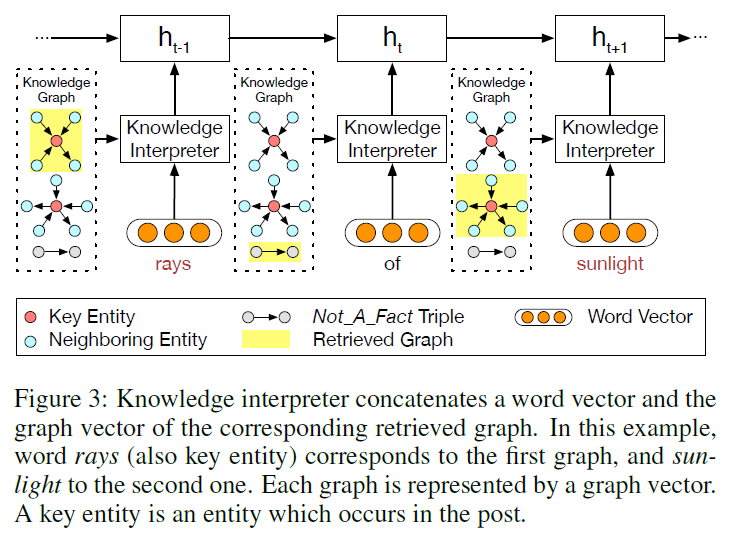 ...
h_t-1
h_t
h_t+1
...
Knowledge
Graph
Knowledge
Interpreter
Knowledge
Graph
Knowledge
Interpreter
Knowledge
Graph
Knowledge
Interpreter
rays
of
sunlight
Key Entity
Not_A_Fact Triple
Word Vector
Neighboring Entity
Retrieved Graph
Figure 3: Knowledge interpreter concatenates a word vector and the
graph vector of the corresponding retrieved graph. In this example,
word rays (also key entity) corresponds to the first graph, and sun-
light to the second one. Each graph is represented by a graph vector.
A key entity is an entity which occurs in the post.